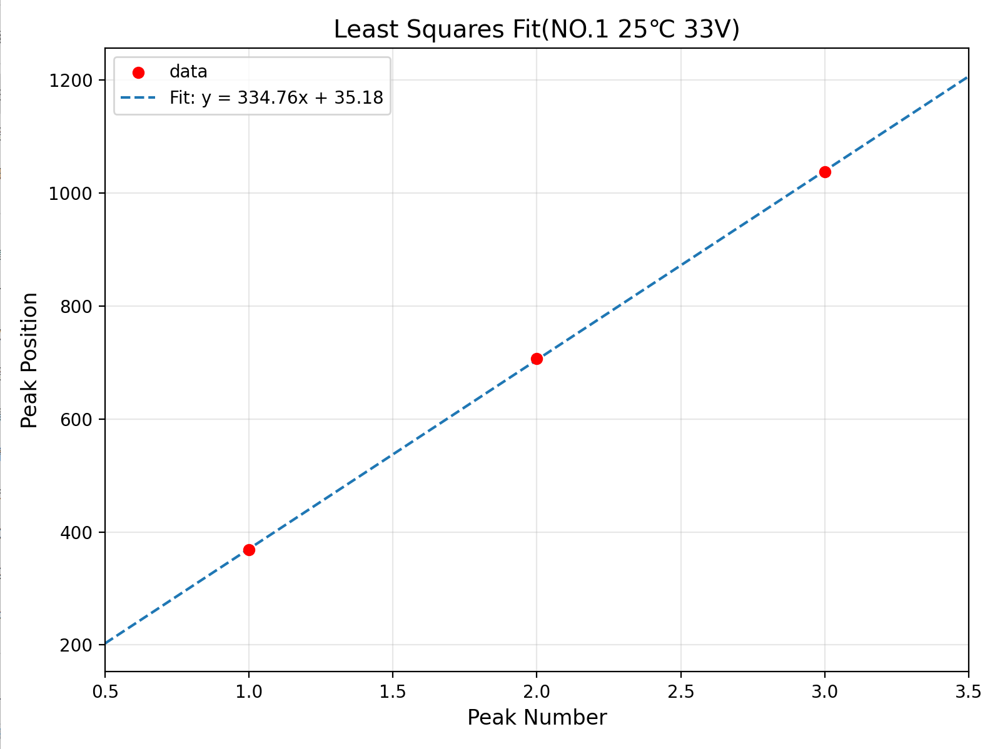 Least Squares Fit(NO.1 25℃ 33V)
data
Fit: y = 334.76x + 35.18
1200
1000
800
600
400
200
Peak Position
0.5 1.0 1.5 2.0 2.5 3.0 3.5
Peak Number